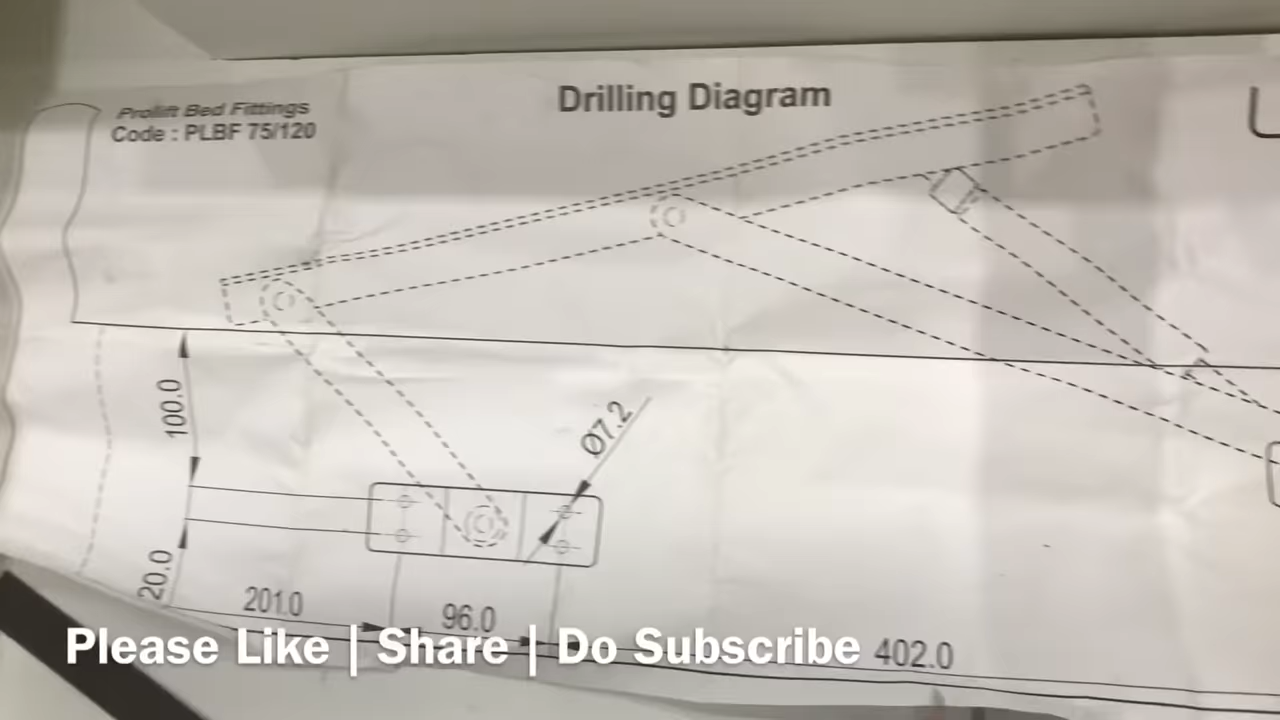 Prolift Bed Fittings
Code : PLBF 75/120
Drilling Diagram
100.0
Ø7.2
20.0
201.0
96.0
402.0
Please Like | Share | Do Subscribe